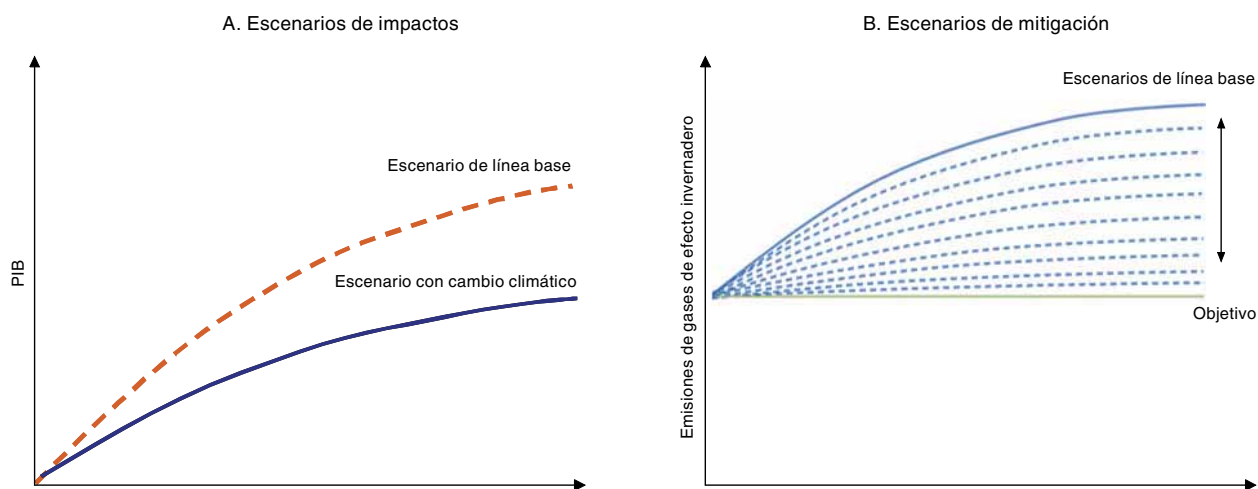 A. Escenarios de impactos
PIB
Escenario de línea base
Escenario con cambio climático
B. Escenarios de mitigación
Emisiones de gases de efecto invernadero
Escenarios de línea base
Objetivo